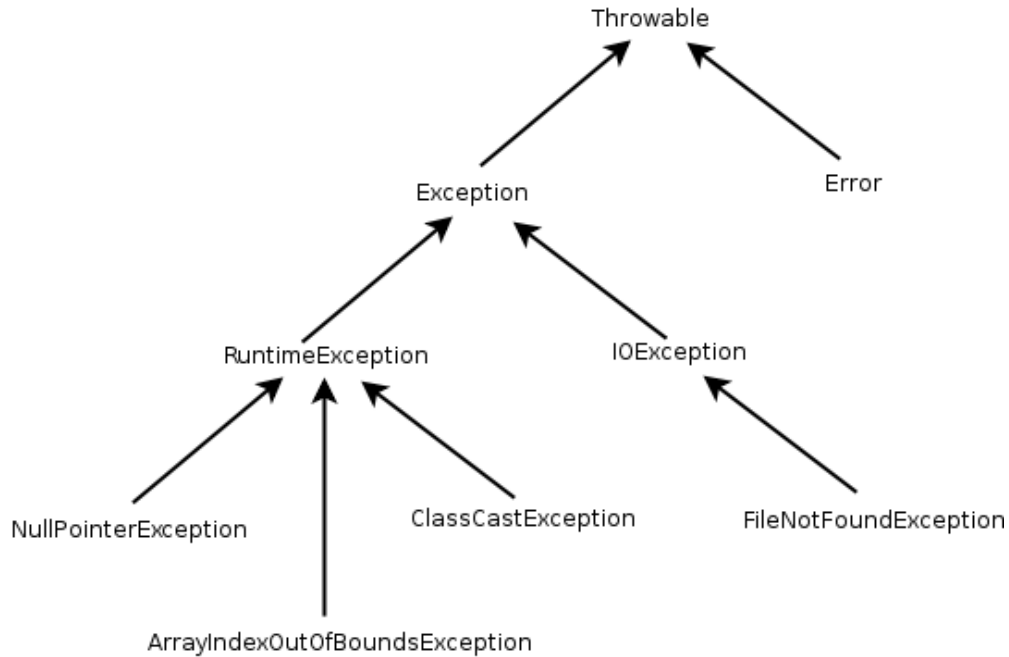 Throwable
Exception
Error
RuntimeException
IOException
NullPointerException
ClassCastException
FileNotFoundException
ArrayIndexOutOfBoundsException